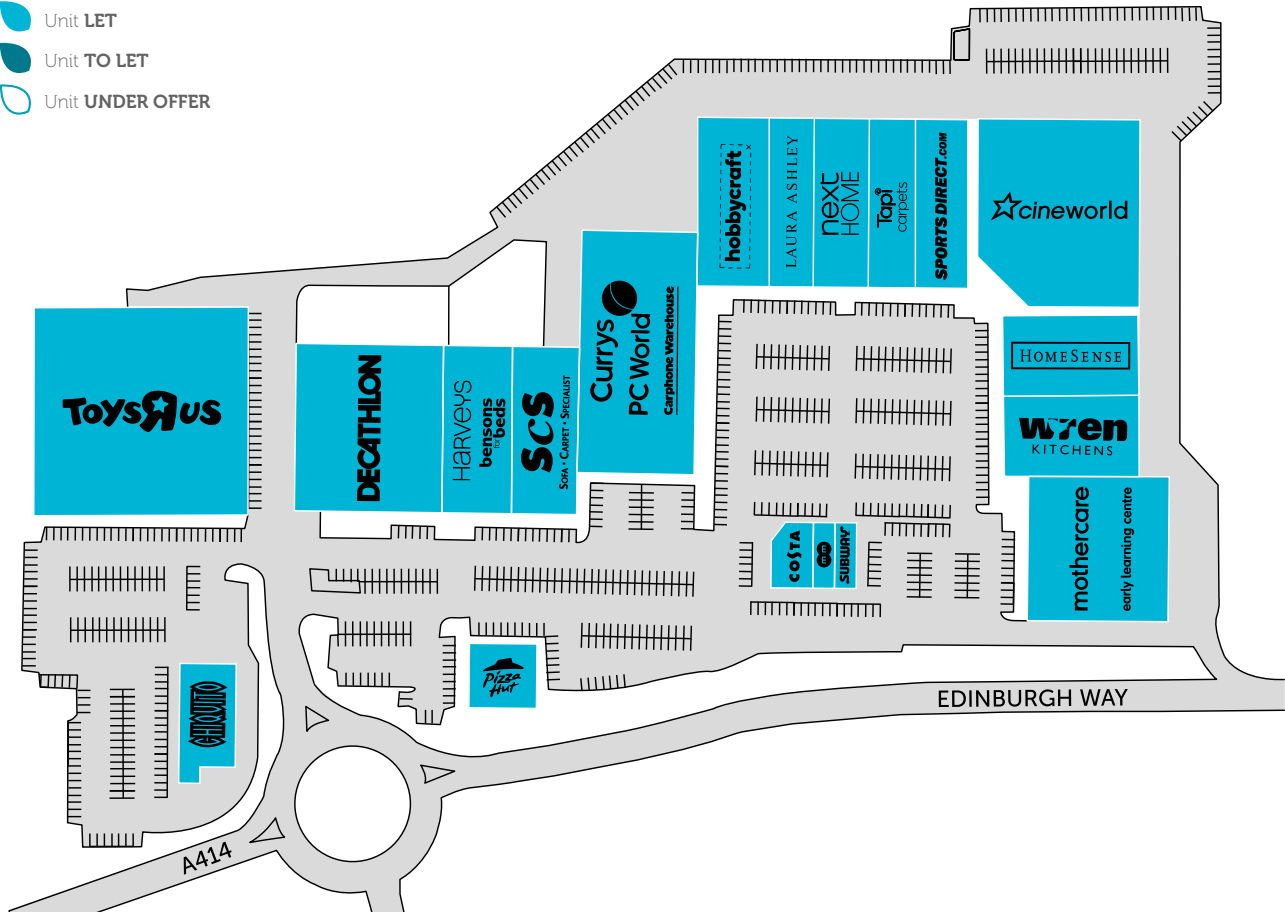 Unit LET
Unit TO LET
Unit UNDER OFFER
hobbycraft
LAURA ASHLEY
next
HOME
Tapi
carpets
SPORTSDIRECT.COM
cineworld
HOMESENSE
wren
KITCHENS
mothercare
early learning centre
Currys
PC World
Carphone Warehouse
TOYS R US
DECATHLON
HARVEYS
bensons
for beds
SCS
SOFA • CARPET • SPECIALIST
COSTA
SUBWAY
Pizza
Hut
CHIQUITO
EDINBURGH WAY
A414